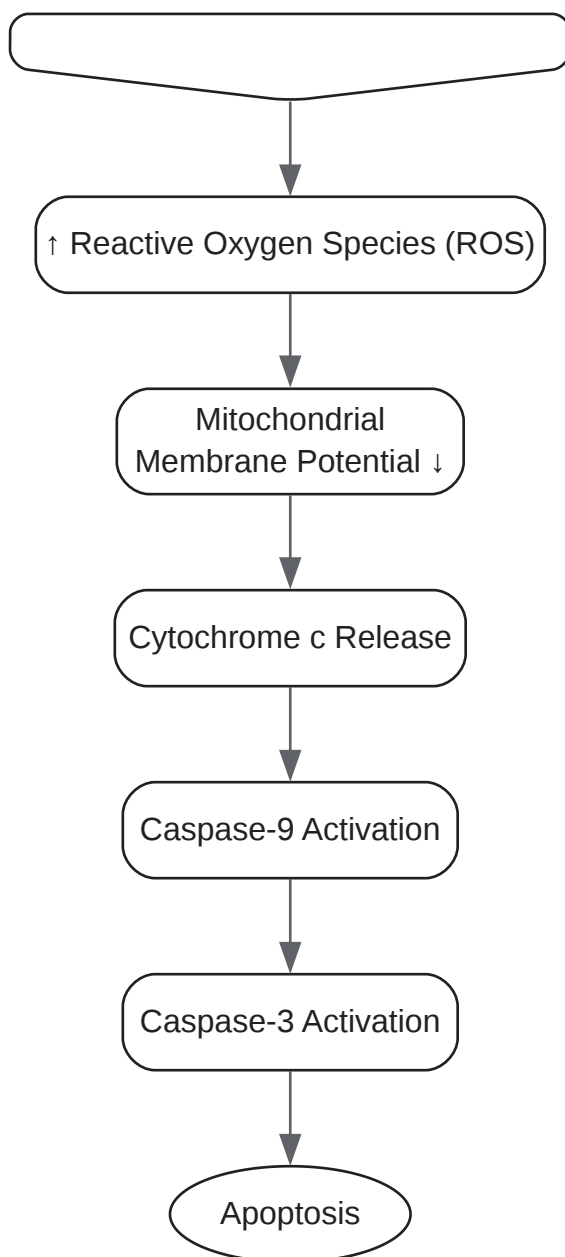 ↑ Reactive Oxygen Species (ROS)
Mitochondrial
Membrane Potential ↓
Cytochrome c Release
Caspase-9 Activation
Caspase-3 Activation
Apoptosis